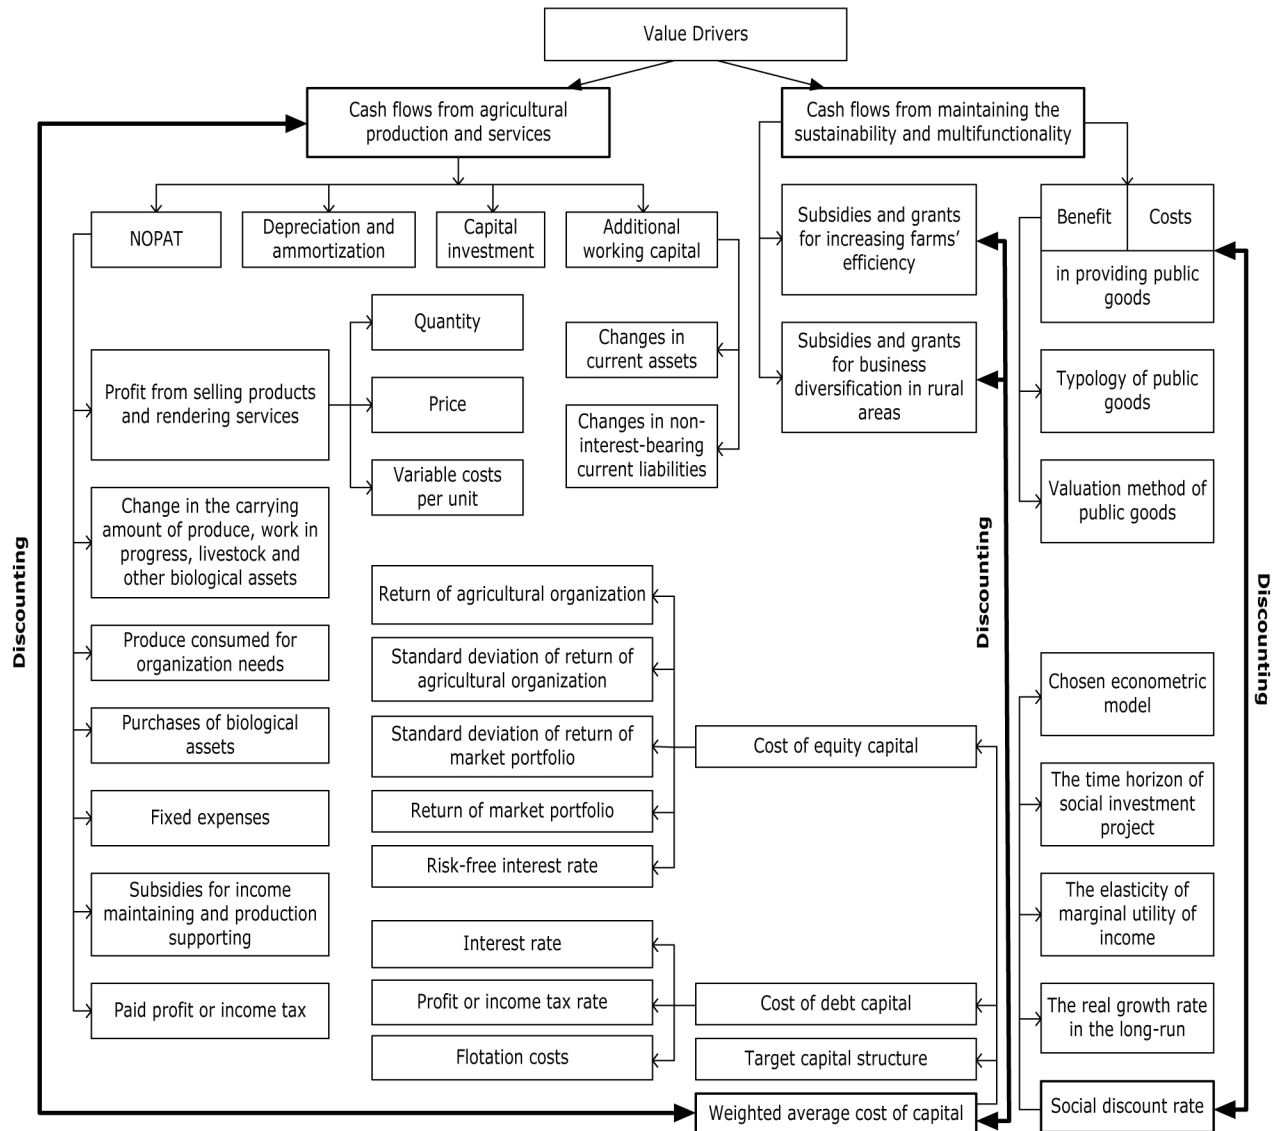 Value Drivers
Cash flows from agricultural
production and services
Cash flows from maintaining the
sustainability and multifunctionality
NOPAT
Depreciation and
ammortization
Capital
investment
Additional
working capital
Subsidies and grants
for increasing farms’
efficiency
Benefit
Costs
in providing public
goods
Quantity
Changes in
current assets
Subsidies and grants
for business
diversification in rural
areas
Typology of public
goods
Profit from selling products
and rendering services
Price
Changes in non-
interest-bearing
current liabilities
Variable costs
per unit
Valuation method of
public goods
Change in the carrying
amount of produce, work in
progress, livestock and
other biological assets
Discounting
Discounting
Discounting
Return of agricultural organization
Produce consumed for
organization needs
Standard deviation of return of
agricultural organization
Chosen econometric
model
Purchases of biological
assets
Standard deviation of return of
market portfolio
Cost of equity capital
The time horizon of
social investment
project
Fixed expenses
Return of market portfolio
Risk-free interest rate
Subsidies for income
maintaining and production
supporting
The elasticity of
marginal utility of
income
Interest rate
Paid profit or income tax
Profit or income tax rate
Cost of debt capital
The real growth rate
in the long-run
Flotation costs
Target capital structure
Weighted average cost of capital
Social discount rate